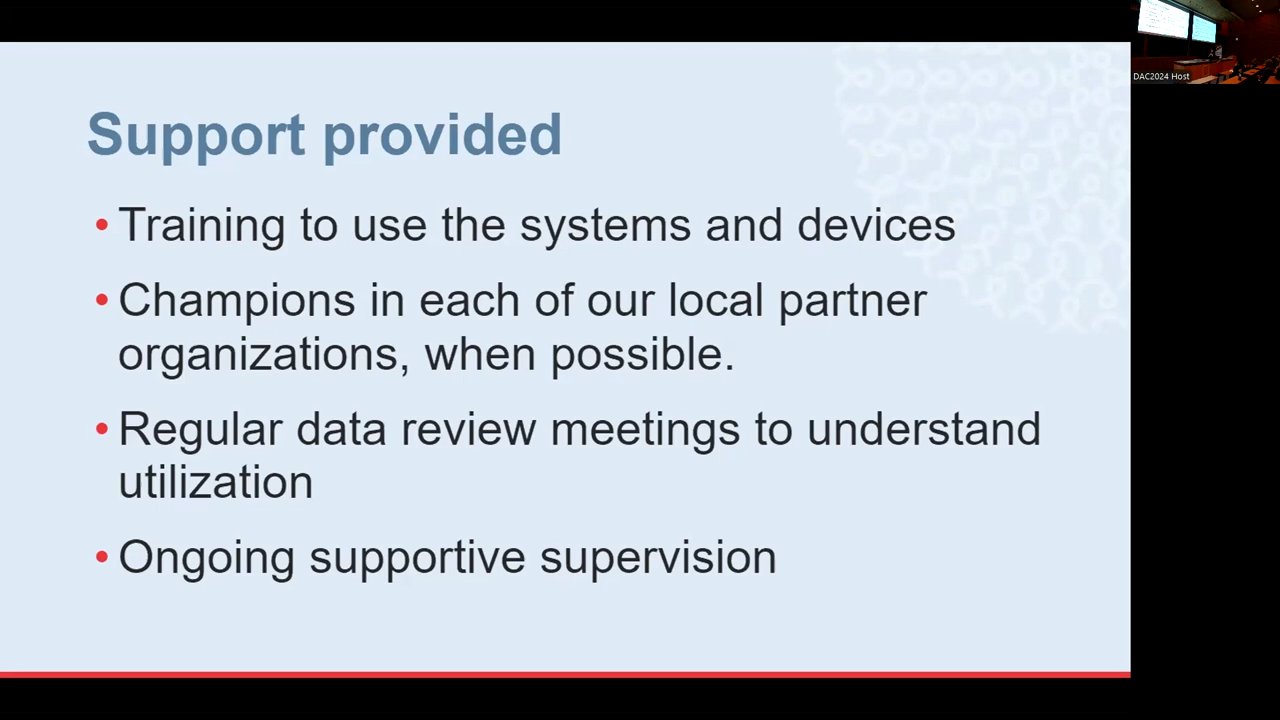 DAC2024 Host
Support provided
• Training to use the systems and devices
• Champions in each of our local partner
organizations, when possible.
• Regular data review meetings to understand
utilization
• Ongoing supportive supervision